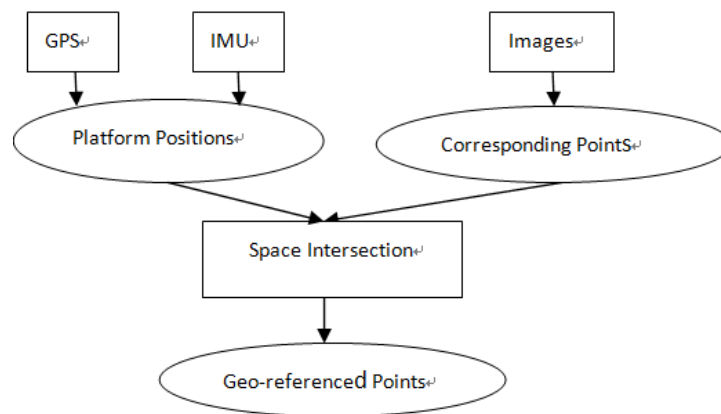 GPS↵
IMU↵
Images↵
Platform Positions↵
Corresponding PointS↵
Space Intersection↵
Geo-referenced Points↵